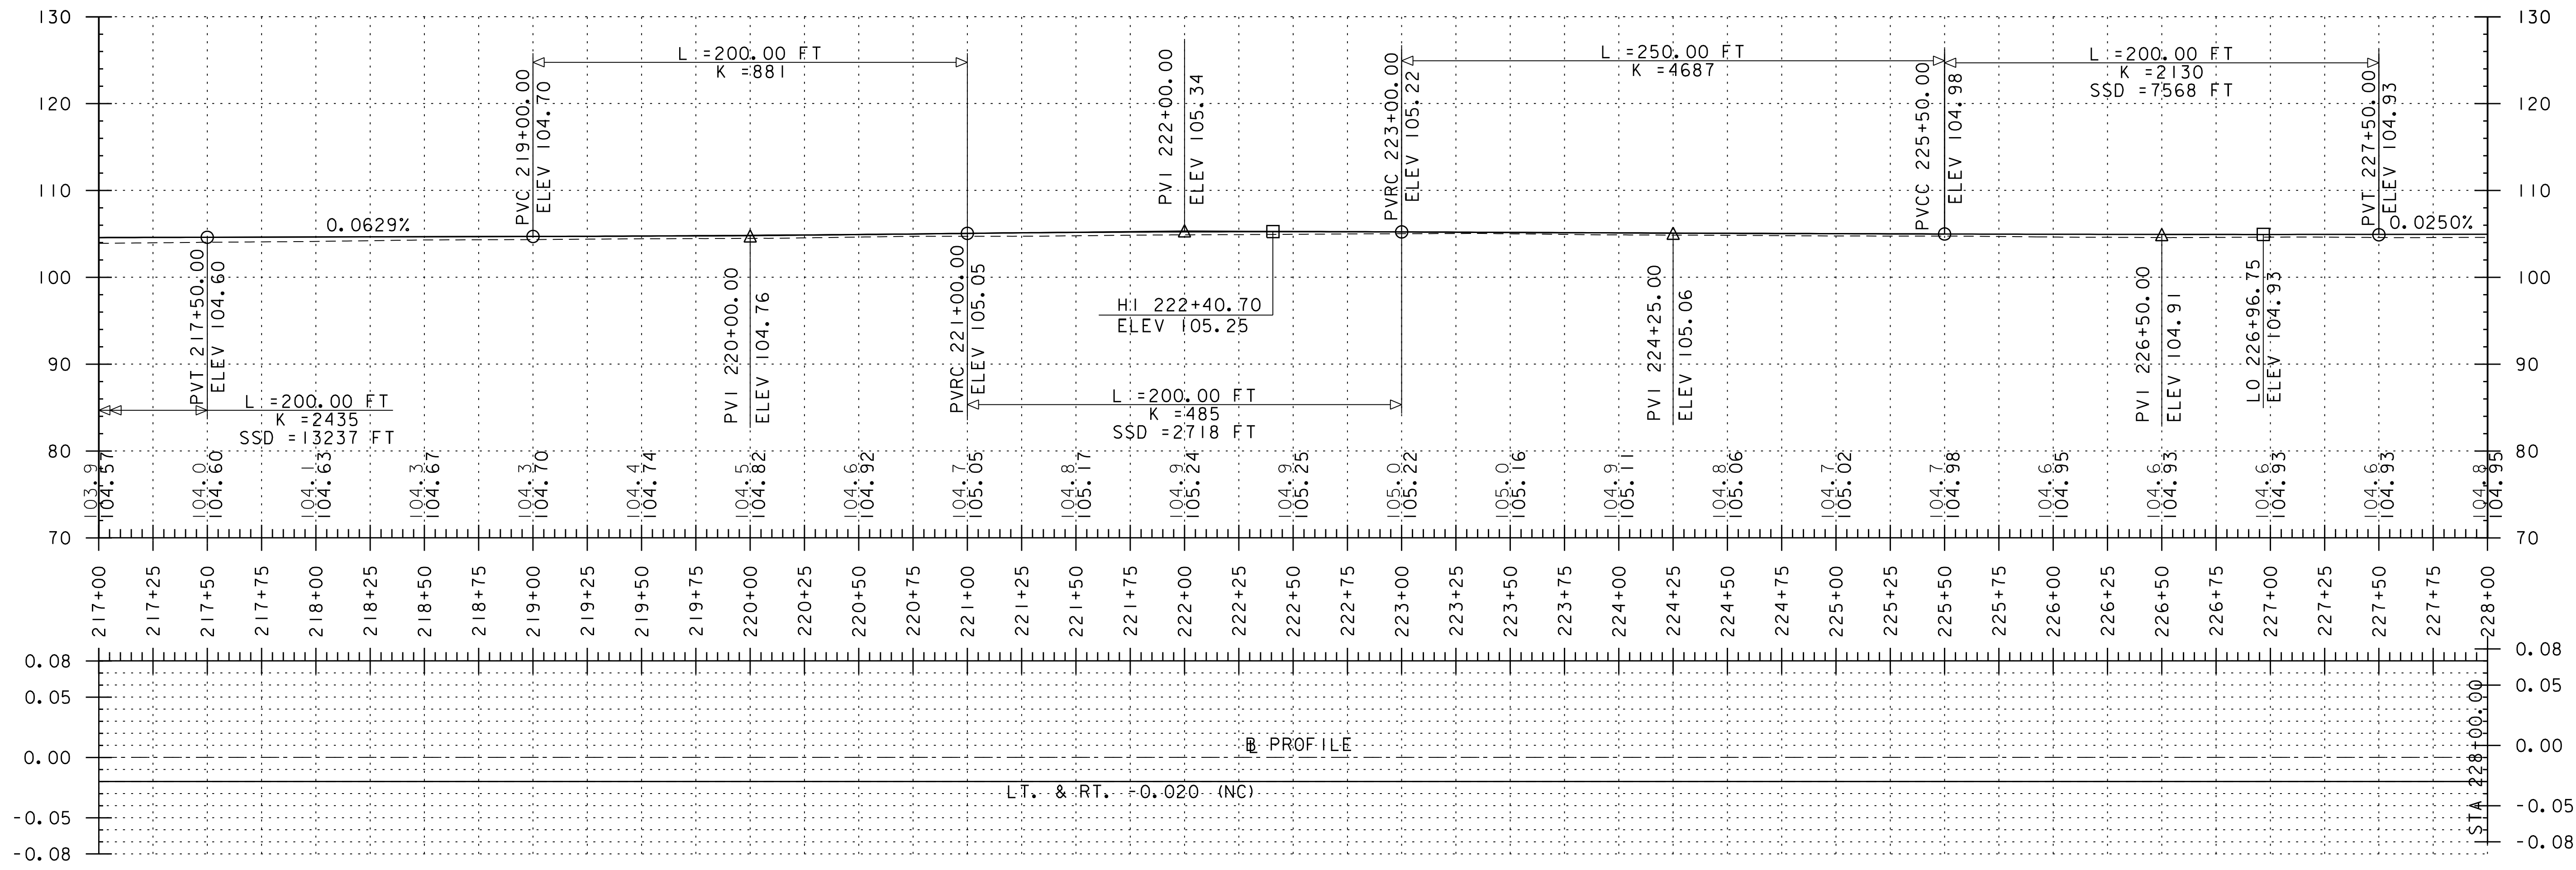 130
120
110
100
90
80
70
130
120
110
100
90
80
70
0.0629%
PVT 217+50.00
ELEV 104.60
L =200.00 FT
K =2435
SSD =13237 FT
PVC 219+00.00
ELEV 104.70
L =200.00 FT
K =881
PVI 220+00.00
ELEV 104.76
PVRC 221+00.00
ELEV 105.05
PVI 222+00.00
ELEV 105.34
HI 222+40.70
ELEV 105.25
L =200.00 FT
K =485
SSD =2718 FT
PVRC 223+00.00
ELEV 105.22
L =250.00 FT
K =4687
PVI 224+25.00
ELEV 105.06
PVCC 225+50.00
ELEV 104.98
L =200.00 FT
K =2130
SSD =7568 FT
PVI 226+50.00
ELEV 104.91
LO 226+96.75
ELEV 104.93
PVT 227+50.00
ELEV 104.93
0.0250%
103.9
104.57
104.0
104.60
104.1
104.63
104.3
104.67
104.3
104.70
104.4
104.74
104.5
104.82
104.6
104.92
104.7
105.05
104.8
105.17
104.9
105.24
104.9
105.25
105.0
105.22
105.0
105.16
104.9
105.11
104.8
105.06
104.7
105.02
104.7
104.98
104.6
104.95
104.6
104.93
104.6
104.93
104.6
104.93
104.8
104.95
217+00
217+25
217+50
217+75
218+00
218+25
218+50
218+75
219+00
219+25
219+50
219+75
220+00
220+25
220+50
220+75
221+00
221+25
221+50
221+75
222+00
222+25
222+50
222+75
223+00
223+25
223+50
223+75
224+00
224+25
224+50
224+75
225+00
225+25
225+50
225+75
226+00
226+25
226+50
226+75
227+00
227+25
227+50
227+75
228+00
0.08
0.05
0.00
-0.05
-0.08
0.08
0.05
0.00
-0.05
-0.08
BL PROFILE
LT. & RT. -0.020 (NC)
STA 228+00.00